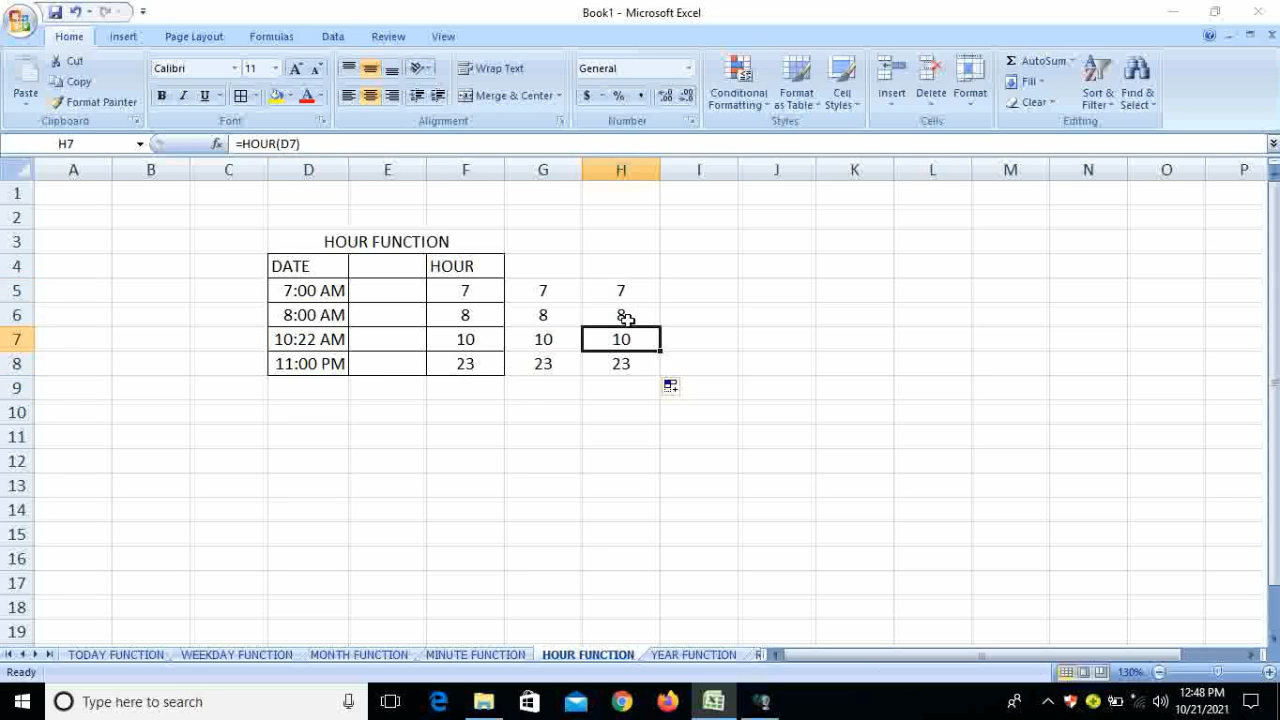 Book1 - Microsoft Excel
Home Insert Page Layout Formulas Data Review View
Paste
Cut
Copy
Format Painter
Clipboard
Calibri 11
B I U
Font
Wrap Text
Merge & Center
Alignment
General
$ % ,
Number
Conditional Formatting
Format as Table
Cell Styles
Styles
Insert Delete Format
Cells
Σ AutoSum
Fill
Clear
Sort & Filter
Find & Select
Editing
H7 fx =HOUR(D7)
A B C D E F G H I J K L M N O P
1
2
3 HOUR FUNCTION
4 DATE HOUR
5 7:00 AM 7 7 7
6 8:00 AM 8 8 8
7 10:22 AM 10 10 10
8 11:00 PM 23 23 23
9
10
11
12
13
14
15
16
17
18
19
TODAY FUNCTION WEEKDAY FUNCTION MONTH FUNCTION MINUTE FUNCTION HOUR FUNCTION YEAR FUNCTION
Ready 130%
Type here to search
12:48 PM
10/21/2021